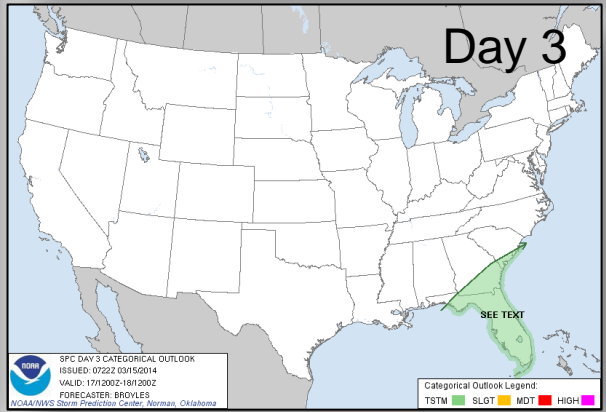 Day 3
SEE TEXT
NOAA
SPC DAY 3 CATEGORICAL OUTLOOK
ISSUED: 0722Z 03/15/2014
VALID: 17/1200Z-18/1200Z
FORECASTER: BROYLES
NOAA/NWS Storm Prediction Center, Norman, Oklahoma
Categorical Outlook Legend:
TSTM SLGT MDT HIGH